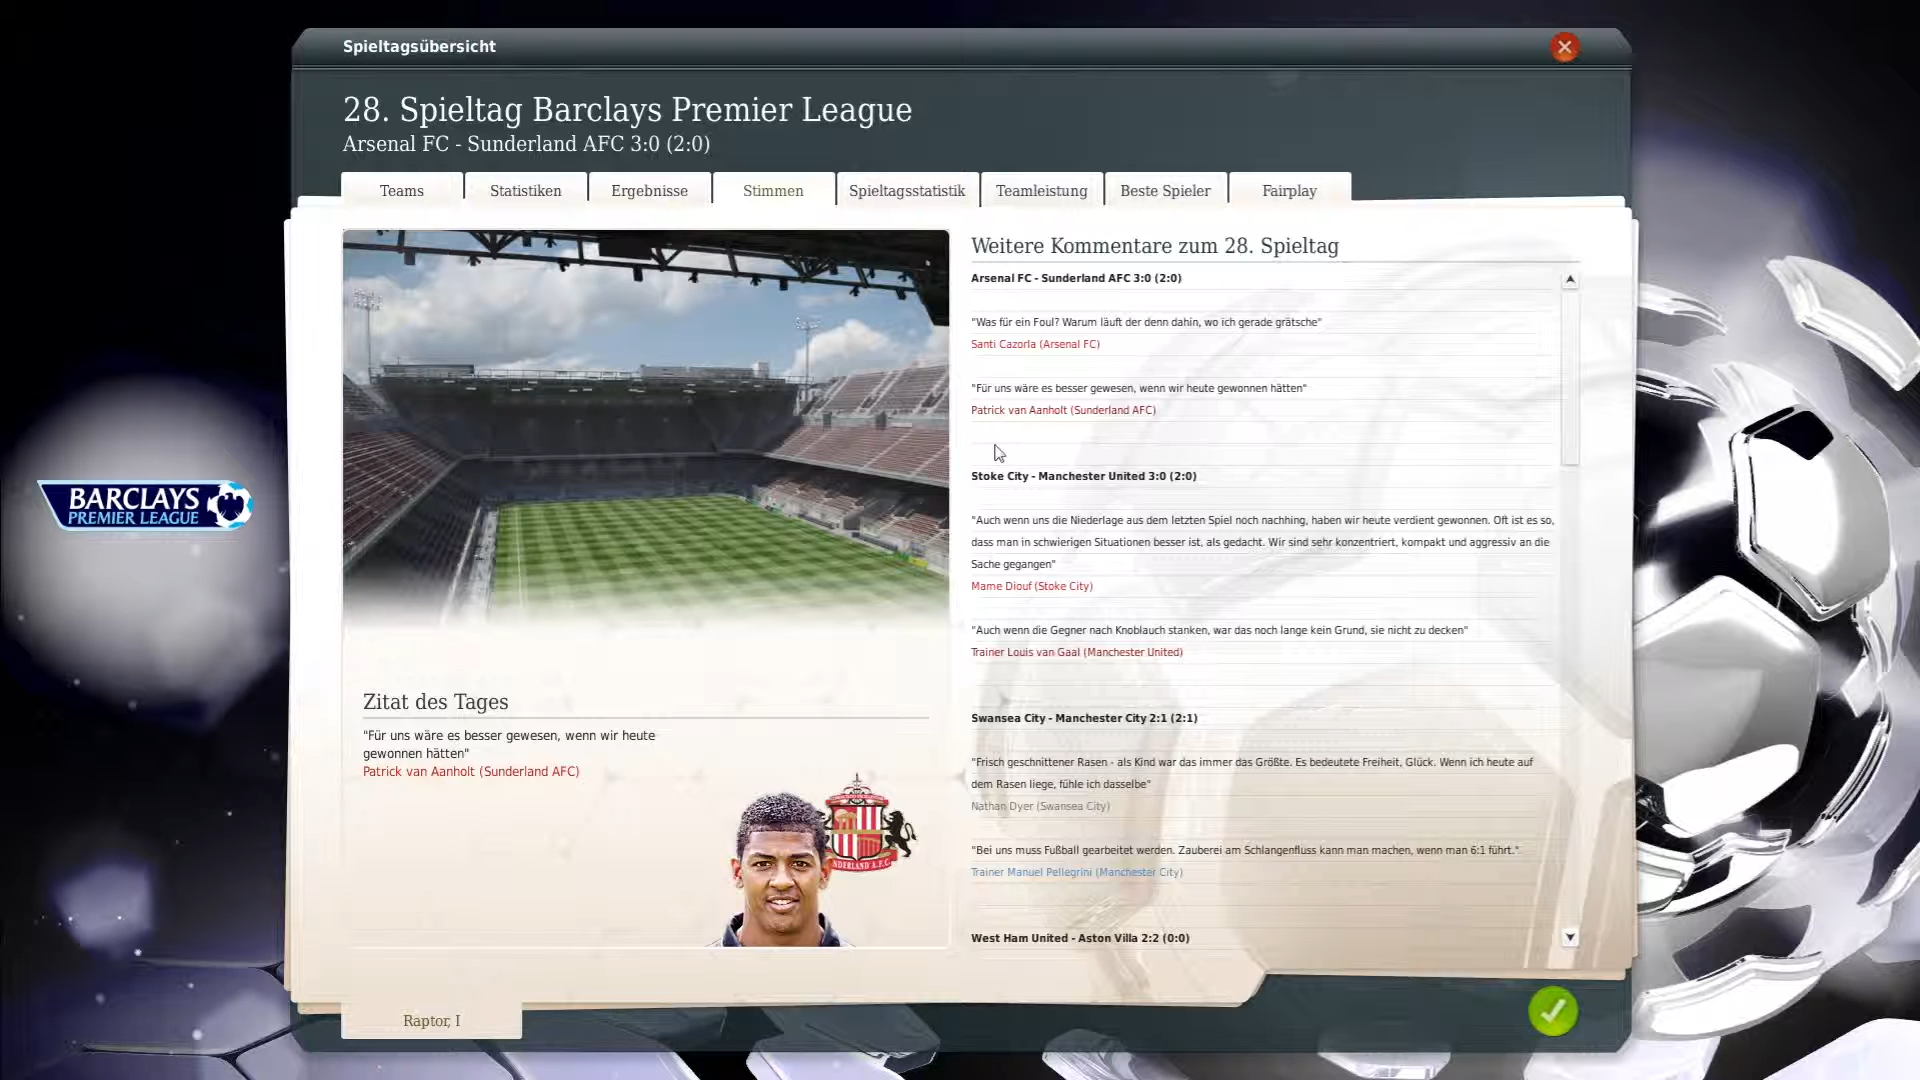 Spieltagsübersicht
28. Spieltag Barclays Premier League
Arsenal FC - Sunderland AFC 3:0 (2:0)
Teams
Statistiken
Ergebnisse
Stimmen
Spieltagsstatistik
Teamleistung
Beste Spieler
Fairplay
BARCLAYS
PREMIER LEAGUE
Zitat des Tages
"Für uns wäre es besser gewesen, wenn wir heute
gewonnen hätten"
Patrick van Aanholt (Sunderland AFC)
Weitere Kommentare zum 28. Spieltag
Arsenal FC - Sunderland AFC 3:0 (2:0)
"Was für ein Foul? Warum läuft der denn dahin, wo ich gerade grätsche"
Santi Cazorla (Arsenal FC)
"Für uns wäre es besser gewesen, wenn wir heute gewonnen hätten"
Patrick van Aanholt (Sunderland AFC)
Stoke City - Manchester United 3:0 (2:0)
"Auch wenn uns die Niederlage aus dem letzten Spiel noch nachhing, haben wir heute verdient gewonnen. Oft ist es so,
dass man in schwierigen Situationen besser ist, als gedacht. Wir sind sehr konzentriert, kompakt und aggressiv an die
Sache gegangen"
Mame Diouf (Stoke City)
"Auch wenn die Gegner nach Knoblauch stanken, war das noch lange kein Grund, sie nicht zu decken"
Trainer Louis van Gaal (Manchester United)
Swansea City - Manchester City 2:1 (2:1)
"Frisch geschnittener Rasen - als Kind war das immer das Größte. Es bedeutete Freiheit, Glück. Wenn ich heute auf
dem Rasen liege, fühle ich dasselbe"
Nathan Dyer (Swansea City)
"Bei uns muss Fußball gearbeitet werden. Zauberei am Schlangenfluss kann man machen, wenn man 6:1 führt."
Trainer Manuel Pellegrini (Manchester City)
West Ham United - Aston Villa 2:2 (0:0)
Raptor, I